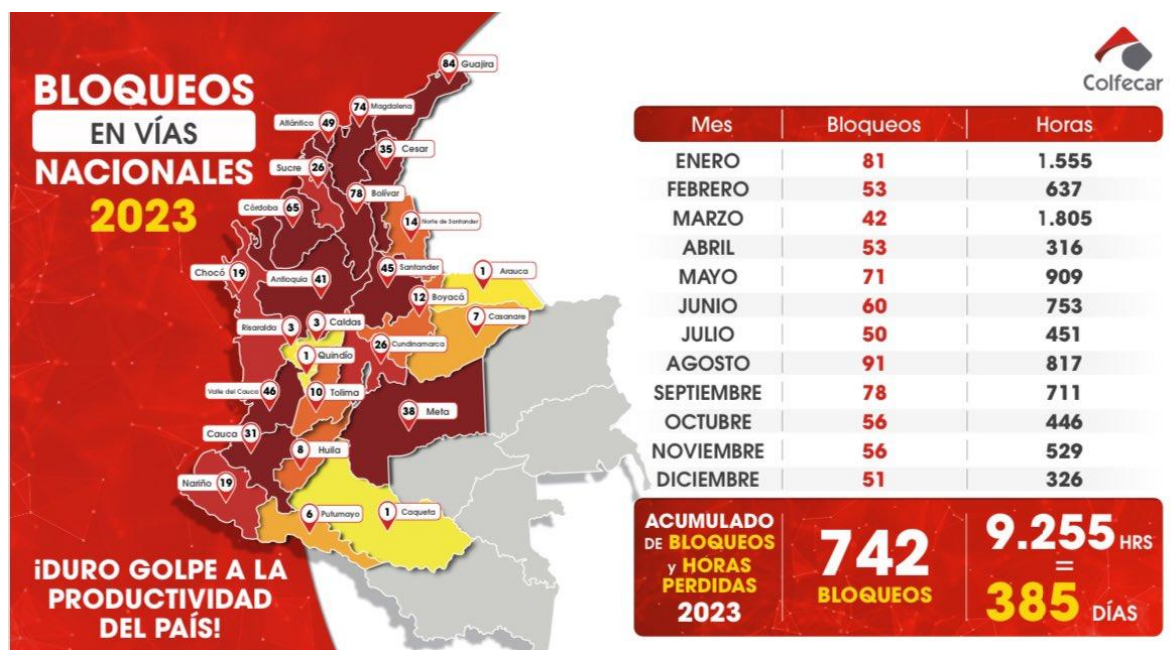 BLOQUEOS
EN VÍAS
NACIONALES
2023
84 Guajira
74 Magdalena
Atlántico 49
35 Cesar
Sucre 26
78 Bolívar
Córdoba 65
14 Norte de Santander
Chocó 19
Antioquia 41
45 Santander
1 Arauca
12 Boyacá
7 Casanare
Risaralda 3
3 Caldas
26 Cundinamarca
1 Quindío
Valle del Cauca 46
10 Tolima
38 Meta
Cauca 31
8 Huila
Nariño 19
6 Putumayo
1 Caqueta
¡DURO GOLPE A LA
PRODUCTIVIDAD
DEL PAÍS!
Colfecar
Mes Bloqueos Horas
ENERO 81 1.555
FEBRERO 53 637
MARZO 42 1.805
ABRIL 53 316
MAYO 71 909
JUNIO 60 753
JULIO 50 451
AGOSTO 91 817
SEPTIEMBRE 78 711
OCTUBRE 56 446
NOVIEMBRE 56 529
DICIEMBRE 51 326
ACUMULADO
DE BLOQUEOS
y HORAS
PERDIDAS
2023
742
BLOQUEOS
9.255 HRS
=
385 DÍAS